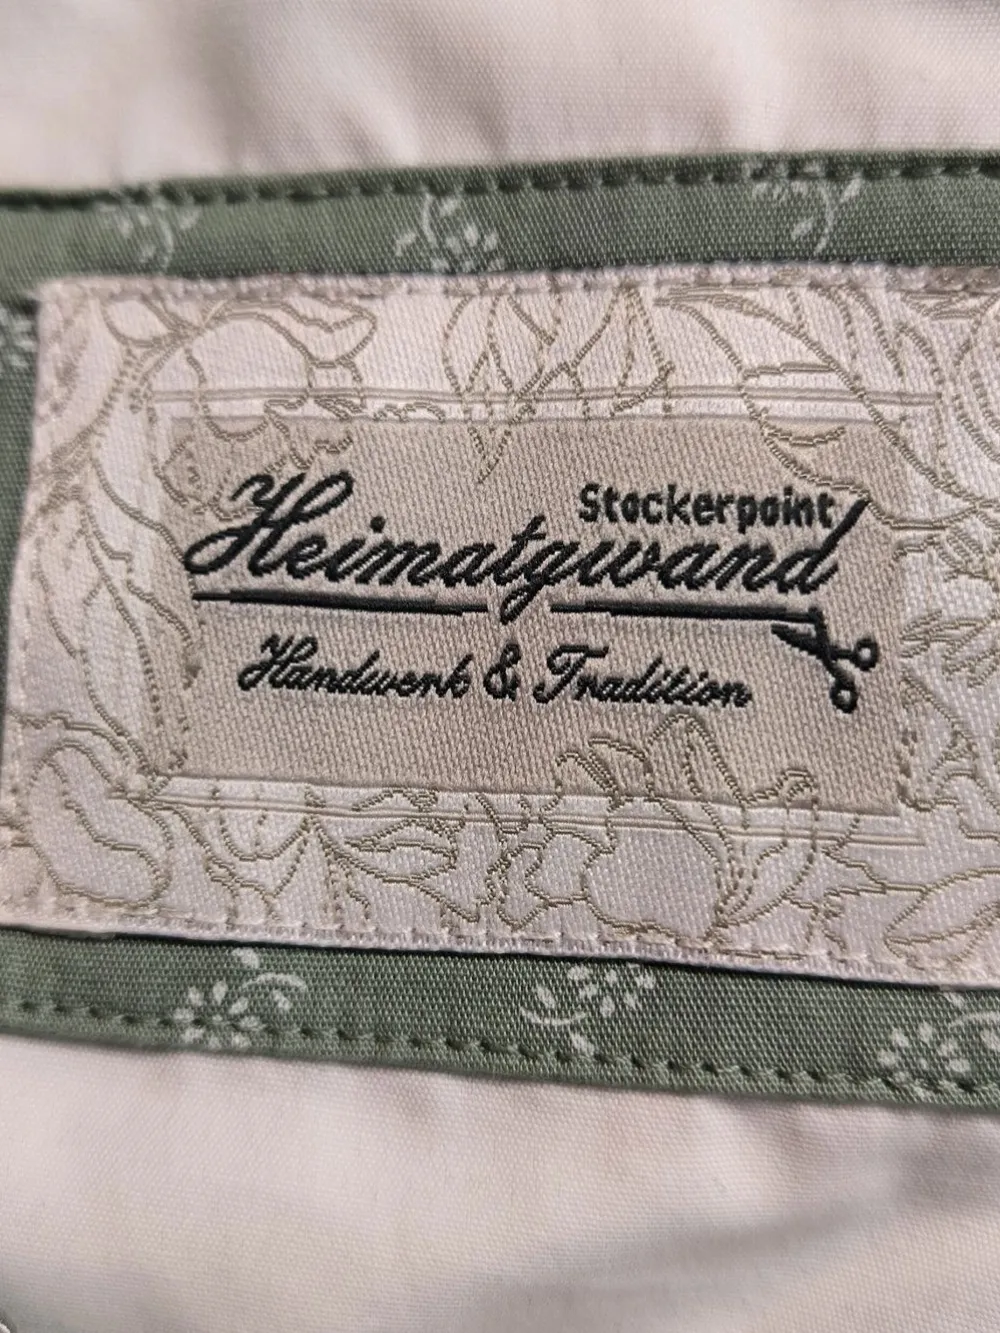 Stockerpoint
Heimatgwand
Handwerk & Tradition